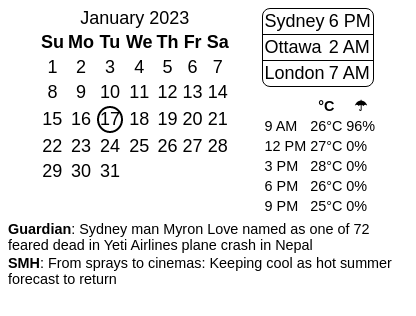 January 2023
Su Mo Tu We Th Fr Sa
1 2 3 4 5 6 7
8 9 10 11 12 13 14
15 16 17 18 19 20 21
22 23 24 25 26 27 28
29 30 31
Sydney 6 PM
Ottawa 2 AM
London 7 AM
°C ☂
9 AM 26°C 96%
12 PM 27°C 0%
3 PM 28°C 0%
6 PM 26°C 0%
9 PM 25°C 0%
Guardian: Sydney man Myron Love named as one of 72
feared dead in Yeti Airlines plane crash in Nepal
SMH: From sprays to cinemas: Keeping cool as hot summer
forecast to return